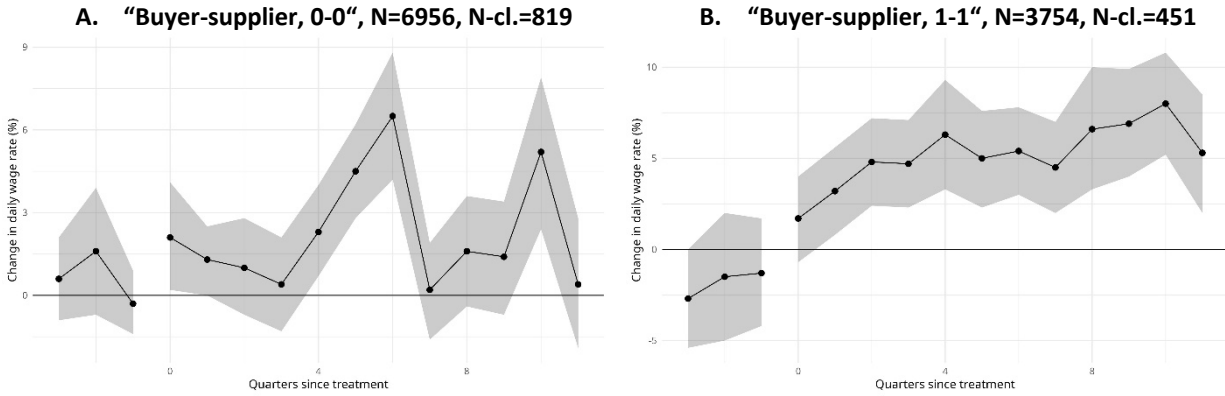 A. “Buyer-supplier, 0-0“, N=6956, N-cl.=819
9
6
3
0
Change in daily wage rate (%)
0
4
8
Quarters since treatment
B. “Buyer-supplier, 1-1“, N=3754, N-cl.=451
10
5
0
-5
Change in daily wage rate (%)
0
4
8
Quarters since treatment